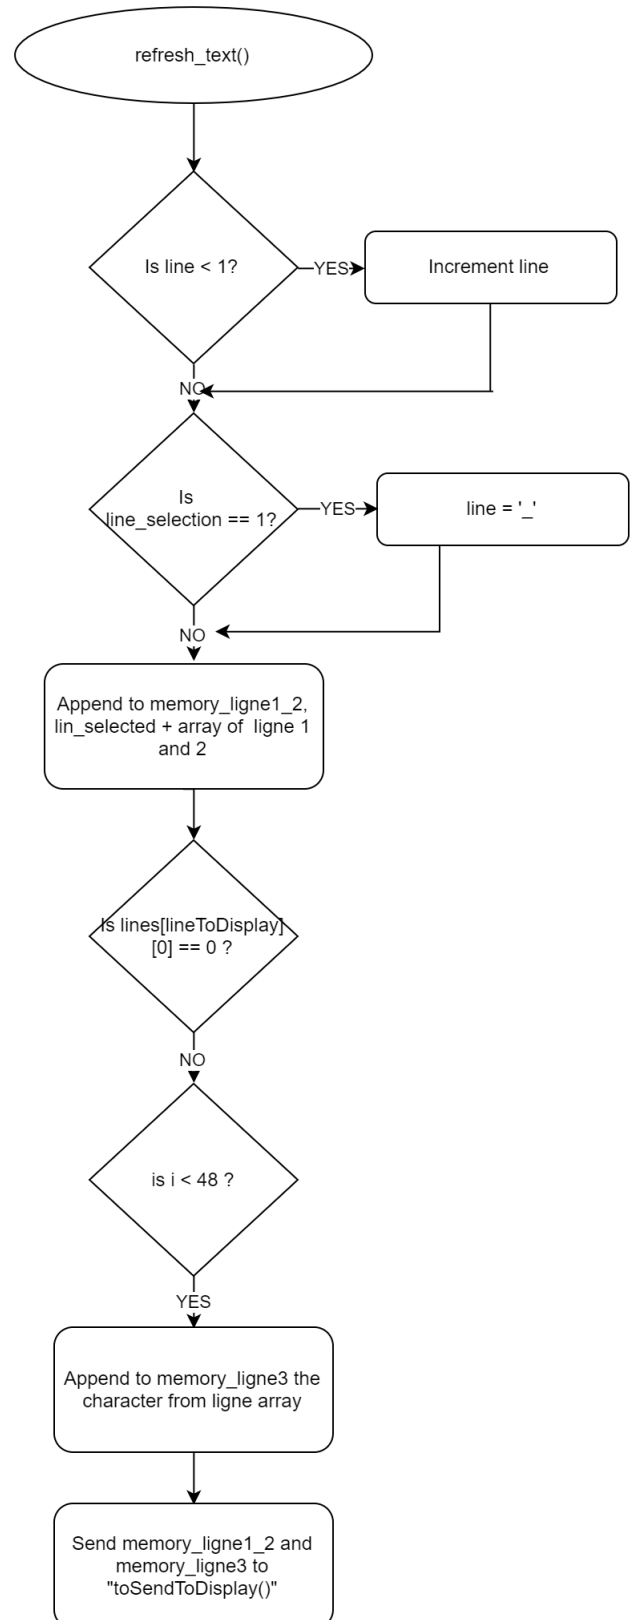 refresh_text()
Is line < 1?
YES
Increment line
NO
Is
line_selection == 1?
YES
line = '_'
NO
Append to memory_ligne1_2,
lin_selected + array of ligne 1
and 2
Is lines[lineToDisplay]
[0] == 0 ?
NO
is i < 48 ?
YES
Append to memory_ligne3 the
character from ligne array
Send memory_ligne1_2 and
memory_ligne3 to
"toSendToDisplay()"